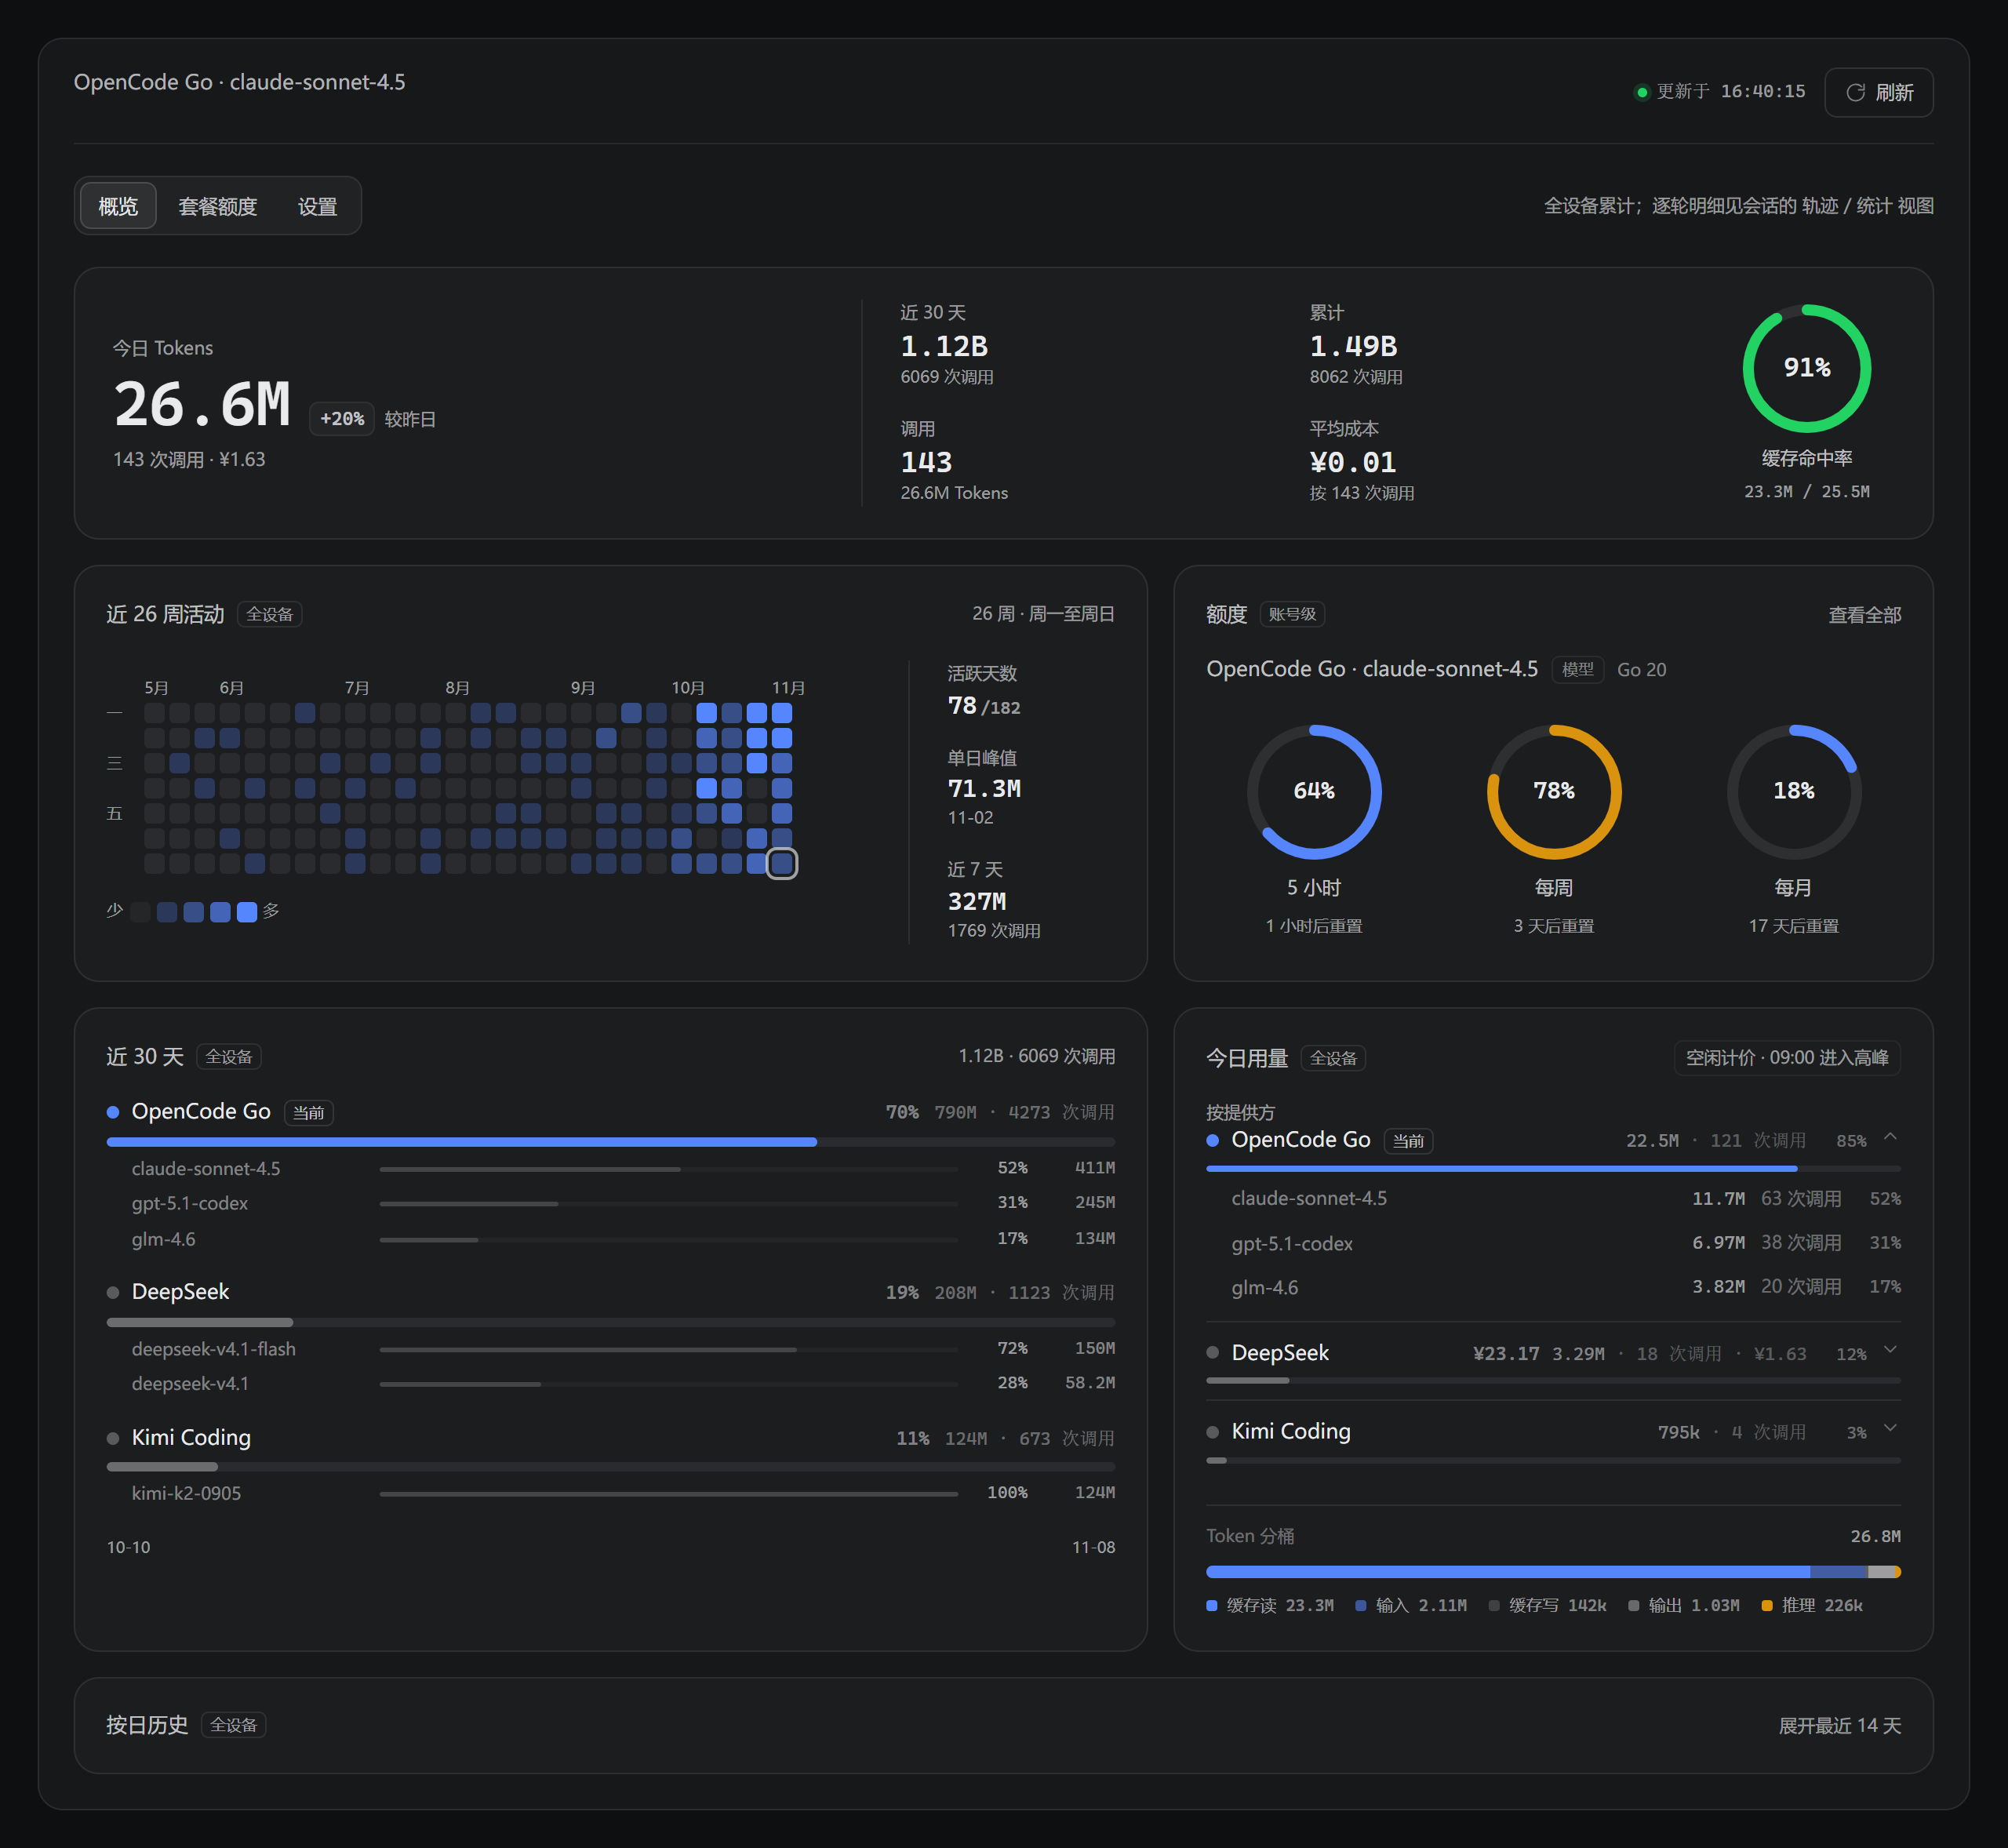 OpenCode Go · claude-sonnet-4.5
更新于 16:40:15
刷新
概览 套餐额度 设置
全设备累计；逐轮明细见会话的 轨迹 / 统计 视图
今日 Tokens
26.6M +20% 较昨日
143 次调用 · ¥1.63
近 30 天
1.12B
6069 次调用
累计
1.49B
8062 次调用
调用
143
26.6M Tokens
平均成本
¥0.01
按 143 次调用
91%
缓存命中率
23.3M / 25.5M
近 26 周活动 全设备
26 周 · 周一至周日
5月 6月 7月 8月 9月 10月 11月
一
三
五
少 多
活跃天数
78 /182
单日峰值
71.3M
11-02
近 7 天
327M
1769 次调用
额度 账号级
查看全部
OpenCode Go · claude-sonnet-4.5 模型 Go 20
64%
5 小时
1 小时后重置
78%
每周
3 天后重置
18%
每月
17 天后重置
近 30 天 全设备
1.12B · 6069 次调用
OpenCode Go 当前 70% 790M · 4273 次调用
claude-sonnet-4.5 52% 411M
gpt-5.1-codex 31% 245M
glm-4.6 17% 134M
DeepSeek 19% 208M · 1123 次调用
deepseek-v4.1-flash 72% 150M
deepseek-v4.1 28% 58.2M
Kimi Coding 11% 124M · 673 次调用
kimi-k2-0905 100% 124M
10-10 11-08
今日用量 全设备
空闲计价 · 09:00 进入高峰
按提供方
OpenCode Go 当前 22.5M · 121 次调用 85%
claude-sonnet-4.5 11.7M 63 次调用 52%
gpt-5.1-codex 6.97M 38 次调用 31%
glm-4.6 3.82M 20 次调用 17%
DeepSeek ¥23.17 3.29M · 18 次调用 · ¥1.63 12%
Kimi Coding 795k · 4 次调用 3%
Token 分桶 26.8M
缓存读 23.3M 输入 2.11M 缓存写 142k 输出 1.03M 推理 226k
按日历史 全设备
展开最近 14 天